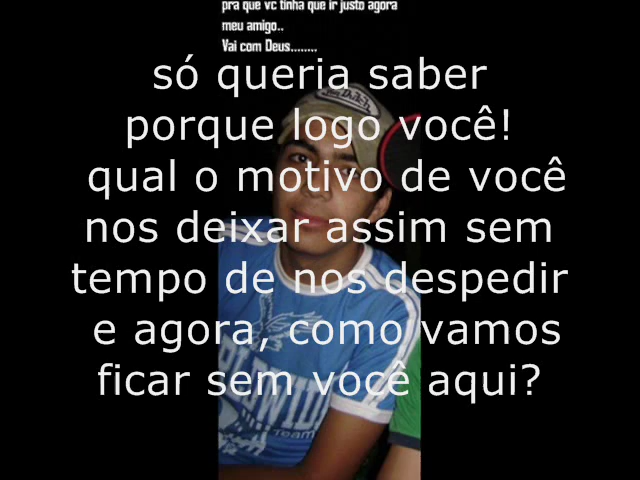 pra que vc tinha que ir justo agora
meu amigo..
Vai com Deus........
só queria saber
porque logo você!
qual o motivo de você
nos deixar assim sem
tempo de nos despedir
e agora, como vamos
ficar sem você aqui?
Team